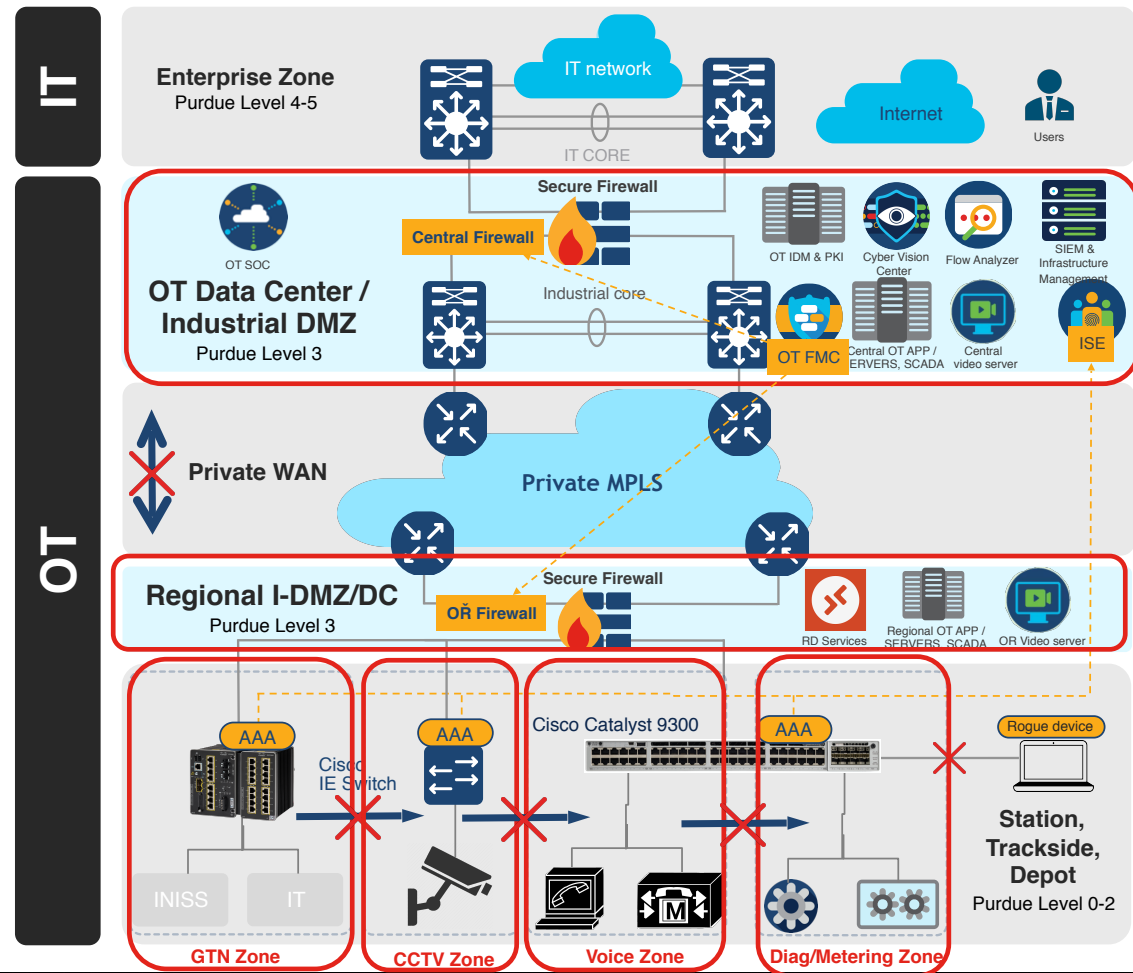 IT
Enterprise Zone
Purdue Level 4-5
IT network
IT CORE
Internet
Users
OT
OT SOC
OT Data Center /
Industrial DMZ
Purdue Level 3
Secure Firewall
Central Firewall
Industrial core
OT IDM & PKI
Cyber Vision
Center
Flow Analyzer
SIEM &
Infrastructure
Management
OT FMC
Central OT APP /
SERVERS, SCADA
Central
video server
ISE
Private WAN
Private MPLS
Regional I-DMZ/DC
Purdue Level 3
Secure Firewall
OŘ Firewall
RD Services
Regional OT APP /
SERVERS, SCADA
OR Video server
AAA
Cisco
IE Switch
AAA
Cisco Catalyst 9300
AAA
Rogue device
Station,
Trackside,
Depot
Purdue Level 0-2
INISS
IT
M
GTN Zone
CCTV Zone
Voice Zone
Diag/Metering Zone